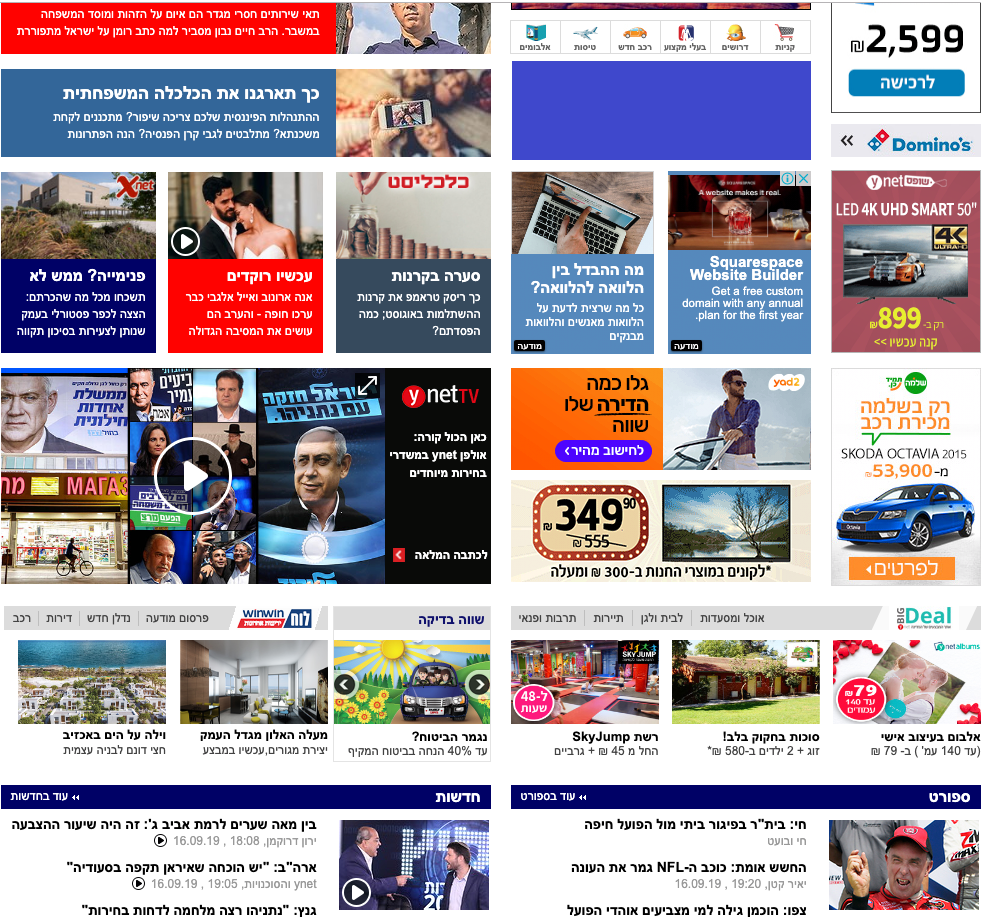 תאי שירותים חסרי מגדר הם איום על הזהות ומוסד המשפחה
במשבר. הרב חיים נבון מסביר למה כתב רומן על ישראל מתפוררת
כך תארגנו את הכלכלה המשפחתית
ההתנהלות הפיננסית שלכם צריכה שיפור? מתכננים לקחת
משכנתא? מתלבטים לגבי קרן הפנסיה? הנה הפתרונות
קניות
דרושים
בעלי מקצוע
רכב חדש
טיסות
אלבומים
₪2,599
לרכישה
Domino's
כלכליסט
סערה בקרנות
כך ריסק טראמפ את קרנות
ההשתלמות באוגוסט; כמה
הפסדתם?
עכשיו רוקדים
אנה ארונוב ואייל אלגבי כבר
ערכו חופה - והערב הם
עושים את המסיבה הגדולה
Xnet
פנימייה? ממש לא
תשכחו מכל מה שהכרתם:
הצצה לכפר פסטורלי בעמק
שנותן לצעירות בסיכון תקווה
SQUARESPACE
A website makes it real.
Squarespace
Website Builder
Get a free custom
domain with any annual
.plan for the first year
מודעה
מה ההבדל בין
הלוואה להלוואה?
כל מה שרצית לדעת על
הלוואות מאנשים והלוואות
מבנקים
מודעה
ynet שופס
LED 4K UHD SMART 50"
4K
ULTRA HD
רק ב- 899₪
קנה עכשיו >>
ynetTV
כאן הכול קורה:
אולפן ynet במשדרי
בחירות מיוחדים
לכתבה המלאה
ישראל חזקה
עם נתניהו.
ממשלת
אחדות
חילונית
МАГАЗ
yad2
גלו כמה
הדירה שלו
שווה
לחישוב מהיר
349⁹⁰ ₪
555 ₪
*לקונים במוצרי החנות ב-300 ₪ ומעלה
שלמה
תמיד כן.
רק בשלמה
מכירת רכב
SKODA OCTAVIA 2015
מ-53,900₪
לפרטים
שווה בדיקה
לוח winwin
פרסום מודעה
נדלן חדש
דירות
רכב
נגמר הביטוח?
עד 40% הנחה בביטוח המקיף
מעלה האלון מגדל העמק
יצירת מגורים,עכשיו במבצע
וילה על הים באכזיב
חצי דונם לבניה עצמית
BIG Deal
אוכל ומסעדות
לבית ולגן
תיירות
תרבות ופנאי
netalbums
₪79
עד 140
עמודים
אלבום בעיצוב אישי
(עד 140 עמ' ) ב- 79 ₪
סוכות בחקוק בלב!
זוג + 2 ילדים ב-580 ₪*
SKY JUMP
ל-48
שעות
רשת SkyJump
החל מ 45 ₪ + גרביים
חדשות
עוד בחדשות
בין מאה שערים לרמת אביב ג': זה היה שיעור ההצבעה
ירון דרוקמן, 18:08 , 16.09.19
ארה"ב: "יש הוכחה שאיראן תקפה בסעודיה"
ynet והסוכנויות, 19:05 , 16.09.19
גנץ: "נתניהו רצה מלחמה לדחות בחירות"
ספורט
עוד בספורט
חי: בית"ר בפיגור ביתי מול הפועל חיפה
חי ובועט
החשש אומת: כוכב ה-NFL גמר את העונה
יאיר קטן, 19:20 , 16.09.19
צפו: הוכמן גילה למי מצביעים אוהדי הפועל